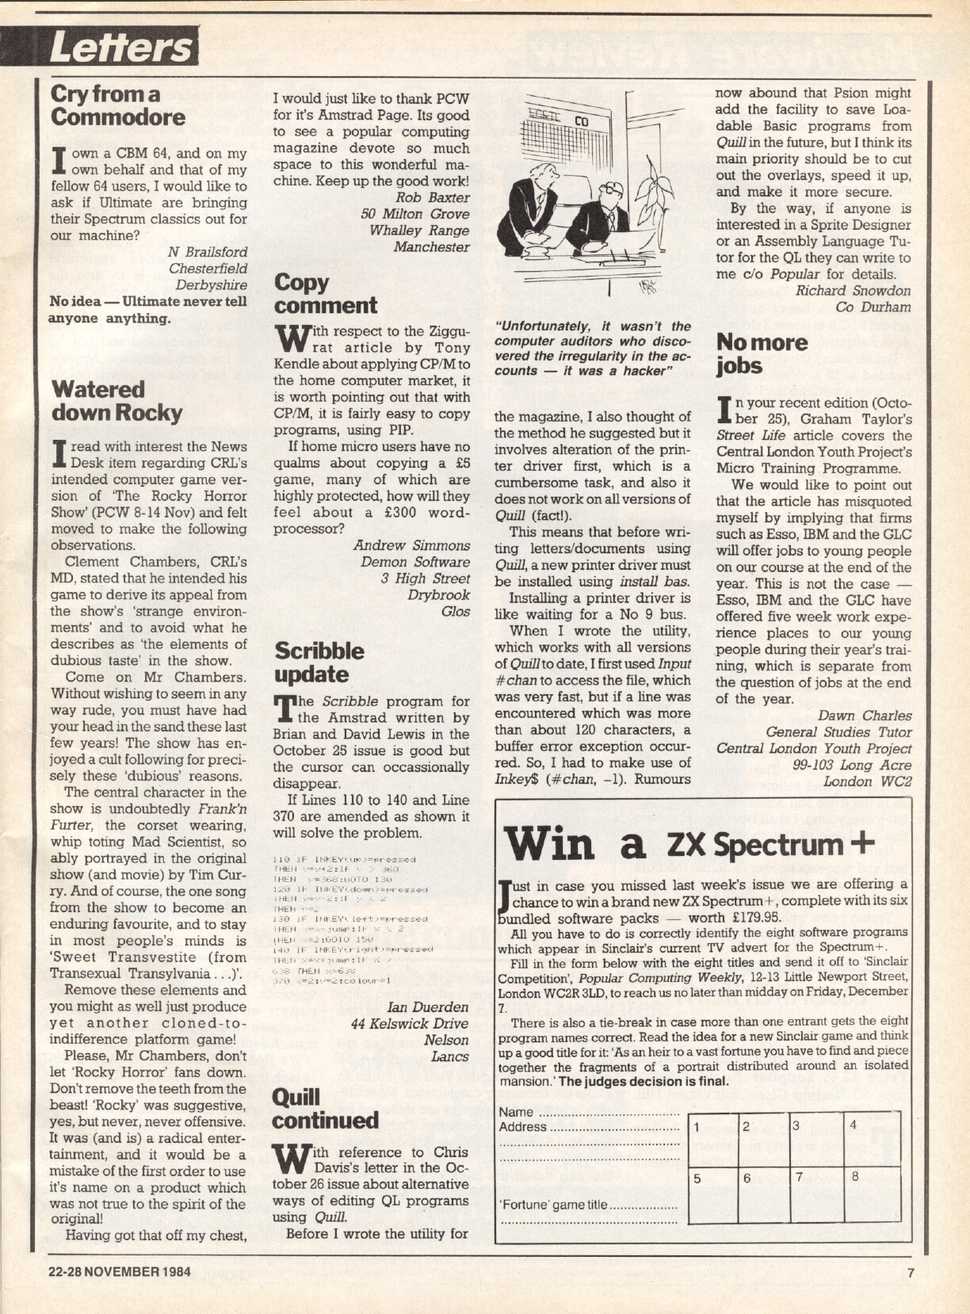 Letters
Cry from a
Commodore
I own a CBM 64, and on my
own behalf and that of my
fellow 64 users, I would like to
ask if Ultimate are bringing
their Spectrum classics out for
our machine?
N Brailsford
Chesterfield
Derbyshire
No idea — Ultimate never tell
anyone anything.
Watered
down Rocky
I read with interest the News
Desk item regarding CRL's
intended computer game ver-
sion of 'The Rocky Horror
Show' (PCW 8-14 Nov) and felt
moved to make the following
observations.
Clement Chambers, CRL's
MD, stated that he intended his
game to derive its appeal from
the show's 'strange environ-
ments' and to avoid what he
describes as 'the elements of
dubious taste' in the show.
Come on Mr Chambers.
Without wishing to seem in any
way rude, you must have had
your head in the sand these last
few years! The show has en-
joyed a cult following for preci-
sely these 'dubious' reasons.
The central character in the
show is undoubtedly Frank'n
Furter, the corset wearing,
whip toting Mad Scientist, so
ably portrayed in the original
show (and movie) by Tim Cur-
ry. And of course, the one song
from the show to become an
enduring favourite, and to stay
in most people's minds is
'Sweet Transvestite (from
Transexual Transylvania . . .)'.
Remove these elements and
you might as well just produce
yet another cloned-to-
indifference platform game!
Please, Mr Chambers, don't
let 'Rocky Horror' fans down.
Don't remove the teeth from the
beast! 'Rocky' was suggestive,
yes, but never, never offensive.
It was (and is) a radical enter-
tainment, and it would be a
mistake of the first order to use
it's name on a product which
was not true to the spirit of the
original!
Having got that off my chest,
I would just like to thank PCW
for it's Amstrad Page. Its good
to see a popular computing
magazine devote so much
space to this wonderful ma-
chine. Keep up the good work!
Rob Baxter
50 Milton Grove
Whalley Range
Manchester
Copy
comment
With respect to the Ziggu-
rat article by Tony
Kendle about applying CP/M to
the home computer market, it
is worth pointing out that with
CP/M, it is fairly easy to copy
programs, using PIP.
If home micro users have no
qualms about copying a £5
game, many of which are
highly protected, how will they
feel about a £300 word-
processor?
Andrew Simmons
Demon Software
3 High Street
Drybrook
Glos
Scribble
update
The Scribble program for
the Amstrad written by
Brian and David Lewis in the
October 25 issue is good but
the cursor can occassionally
disappear.
If Lines 110 to 140 and Line
370 are amended as shown it
will solve the problem.
110 IF INKEY(up)=pressed
120 IF INKEY(down)=pressed
130 IF INKEY(left)=pressed
140 IF INKEY(right)=pressed
Ian Duerden
44 Kelswick Drive
Nelson
Lancs
Quill
continued
With reference to Chris
Davis's letter in the Oc-
tober 26 issue about alternative
ways of editing QL programs
using Quill.
Before I wrote the utility for
CO
"Unfortunately, it wasn't the
computer auditors who disco-
vered the irregularity in the ac-
counts — it was a hacker"
the magazine, I also thought of
the method he suggested but it
involves alteration of the prin-
ter driver first, which is a
cumbersome task, and also it
does not work on all versions of
Quill (fact!).
This means that before wri-
ting letters/documents using
Quill, a new printer driver must
be installed using install bas.
Installing a printer driver is
like waiting for a No 9 bus.
When I wrote the utility,
which works with all versions
of Quill to date, I first used Input
#chan to access the file, which
was very fast, but if a line was
encountered which was more
than about 120 characters, a
buffer error exception occur-
red. So, I had to make use of
Inkey$ (#chan, –1). Rumours
now abound that Psion might
add the facility to save Loa-
dable Basic programs from
Quill in the future, but I think its
main priority should be to cut
out the overlays, speed it up,
and make it more secure.
By the way, if anyone is
interested in a Sprite Designer
or an Assembly Language Tu-
tor for the QL they can write to
me c/o Popular for details.
Richard Snowdon
Co Durham
No more
jobs
In your recent edition (Octo-
ber 25), Graham Taylor's
Street Life article covers the
Central London Youth Project's
Micro Training Programme.
We would like to point out
that the article has misquoted
myself by implying that firms
such as Esso, IBM and the GLC
will offer jobs to young people
on our course at the end of the
year. This is not the case —
Esso, IBM and the GLC have
offered five week work expe-
rience places to our young
people during their year's trai-
ning, which is separate from
the question of jobs at the end
of the year.
Dawn Charles
General Studies Tutor
Central London Youth Project
99-103 Long Acre
London WC2
Win a ZX Spectrum +
Just in case you missed last week's issue we are offering a
chance to win a brand new ZX Spectrum+, complete with its six
bundled software packs — worth £179.95.
All you have to do is correctly identify the eight software programs
which appear in Sinclair's current TV advert for the Spectrum+.
Fill in the form below with the eight titles and send it off to 'Sinclair
Competition', Popular Computing Weekly, 12-13 Little Newport Street,
London WC2R 3LD, to reach us no later than midday on Friday, December
7.
There is also a tie-break in case more than one entrant gets the eight
program names correct. Read the idea for a new Sinclair game and think
up a good title for it: 'As an heir to a vast fortune you have to find and piece
together the fragments of a portrait distributed around an isolated
mansion.' The judges decision is final.
Name
Address
'Fortune' game title
1 2 3 4
5 6 7 8
22-28 NOVEMBER 1984
7